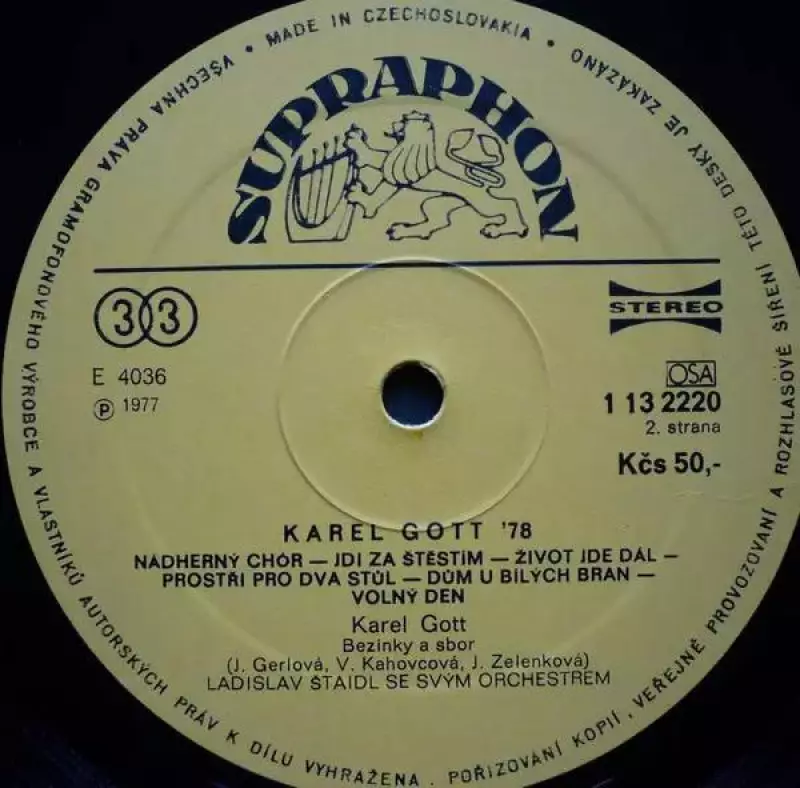 VŠECHNA PRÁVA GRAMOFONOVÉHO VÝROBCE A VLASTNÍKŮ AUTORSKÝCH PRÁV K DÍLU VYHRAŽENA . POŘIZOVÁNÍ KOPIÍ, VEŘEJNÉ PROVOZOVÁNÍ A ROZHLASOVÉ ŠÍŘENÍ TÉTO DESKY JE ZAKÁZÁNO
• MADE IN CZECHOSLOVAKIA •
SUPRAPHON
33
STEREO
E 4036
OSA
Ⓟ 1977
1 13 2220
2. strana
Kčs 50,-
KAREL GOTT '78
NÁDHERNÝ CHÓR — JDI ZA ŠTĚSTÍM — ŽIVOT JDE DÁL —
PROSTŘI PRO DVA STŮL — DŮM U BÍLÝCH BRAN —
VOLNÝ DEN
Karel Gott
Bezinky a sbor
(J. Gerlová, V. Kahovcová, J. Zelenková)
LADISLAV ŠTAIDL SE SVÝM ORCHESTREM